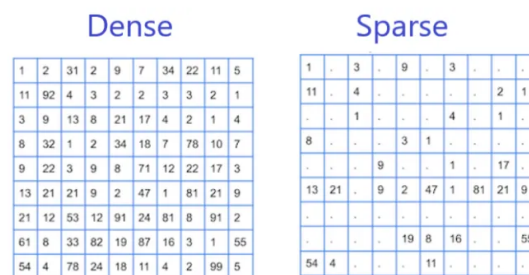 Dense Sparse
1 2 31 2 9 7 34 22 11 5
11 92 4 3 2 2 3 3 2 1
3 9 13 8 21 17 4 2 1 4
8 32 1 2 34 18 7 78 10 7
9 22 3 9 8 71 12 22 17 3
13 21 21 9 2 47 1 81 21 9
21 12 53 12 91 24 81 8 91 2
61 8 33 82 19 87 16 3 1 55
54 4 78 24 18 11 4 2 99 5
1 . 3 . 9 . 3 . . .
11 . 4 . . . . . 2 1
. . 1 . . . 4 . 1 .
8 . . . 3 1 . . . .
. . . 9 . . 1 . 17 .
13 21 . 9 2 47 1 81 21 9
. . . . . . . . . .
. . . . 19 8 16 . .
54 4 . . . 11 . . . .